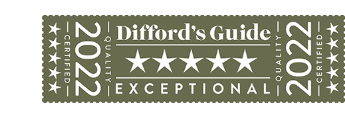 CERTIFIED
2022
QUALITY
Difford's Guide
EXCEPTIONAL
QUALITY
2022
CERTIFIED